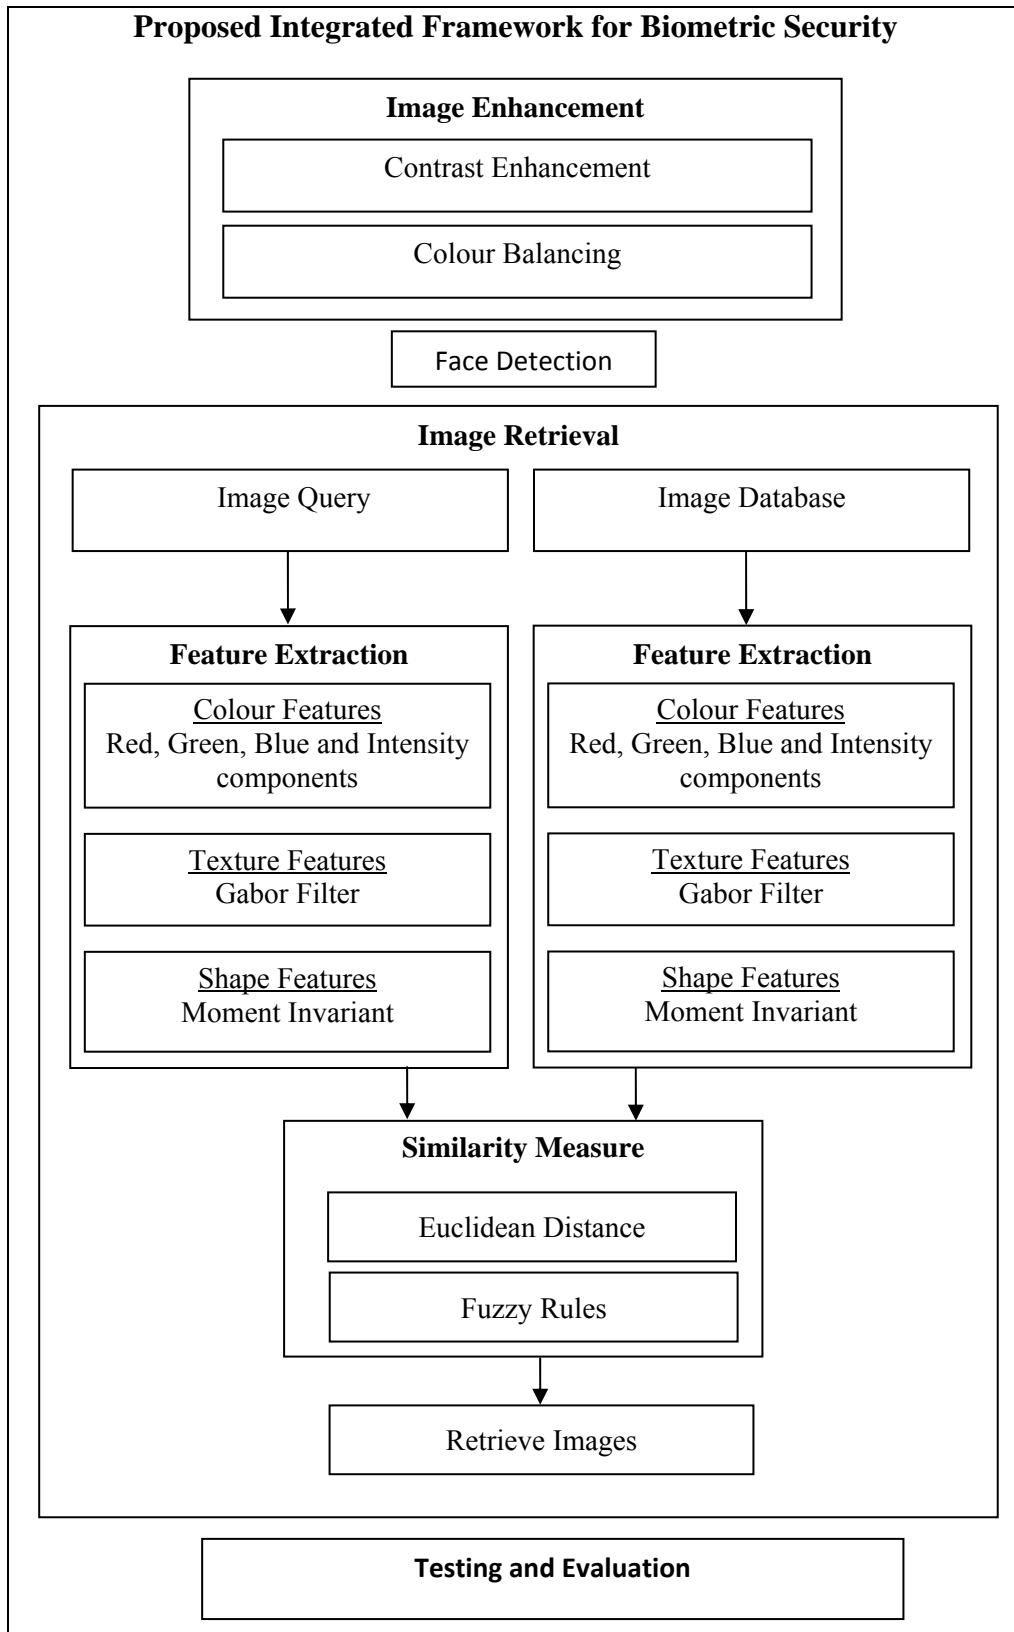 Proposed Integrated Framework for Biometric Security
Image Enhancement
Contrast Enhancement
Colour Balancing
Face Detection
Image Retrieval
Image Query
Image Database
Feature Extraction
Colour Features
Red, Green, Blue and Intensity
components
Texture Features
Gabor Filter
Shape Features
Moment Invariant
Feature Extraction
Colour Features
Red, Green, Blue and Intensity
components
Texture Features
Gabor Filter
Shape Features
Moment Invariant
Similarity Measure
Euclidean Distance
Fuzzy Rules
Retrieve Images
Testing and Evaluation